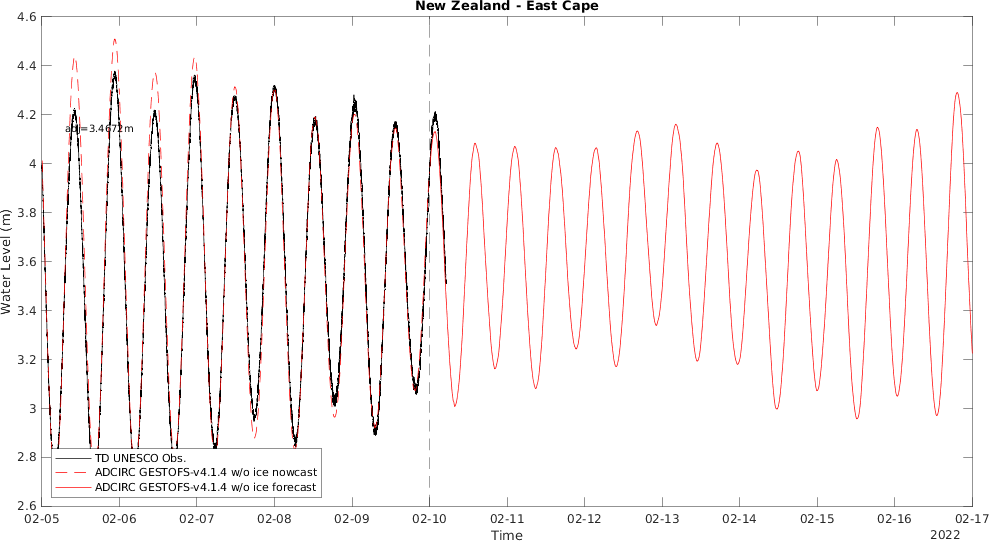 New Zealand - East Cape
4.6
4.4
4.2
adj=3.4672m
4
3.8
3.6
3.4
3.2
3
2.8
2.6
Water Level (m)
TD UNESCO Obs.
ADCIRC GESTOFS-v4.1.4 w/o ice nowcast
ADCIRC GESTOFS-v4.1.4 w/o ice forecast
02-05 02-06 02-07 02-08 02-09 02-10 02-11 02-12 02-13 02-14 02-15 02-16 02-17
Time
2022